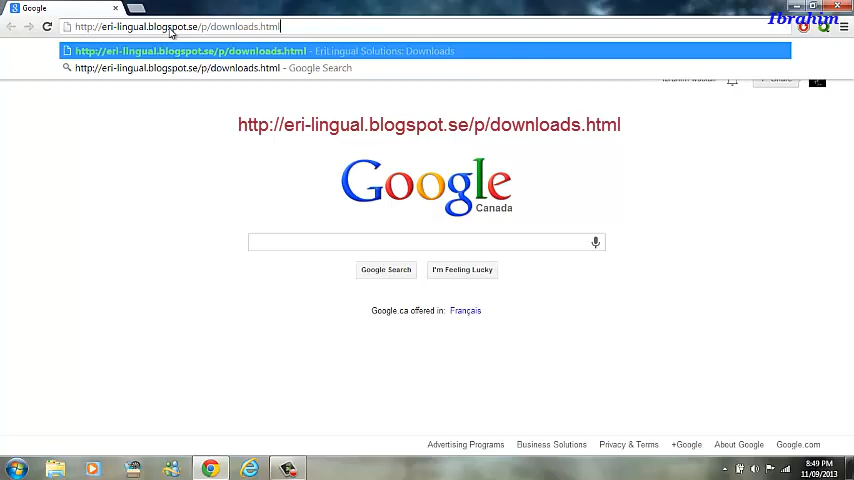 Google
Ibrahim
http://eri-lingual.blogspot.se/p/downloads.html
http://eri-lingual.blogspot.se/p/downloads.html - EriLingual Solutions: Downloads
http://eri-lingual.blogspot.se/p/downloads.html - Google Search
http://eri-lingual.blogspot.se/p/downloads.html
Google
Canada
Google Search
I'm Feeling Lucky
Google.ca offered in: Français
Advertising Programs
Business Solutions
Privacy & Terms
+Google
About Google
Google.com
8:49 PM
11/09/2013